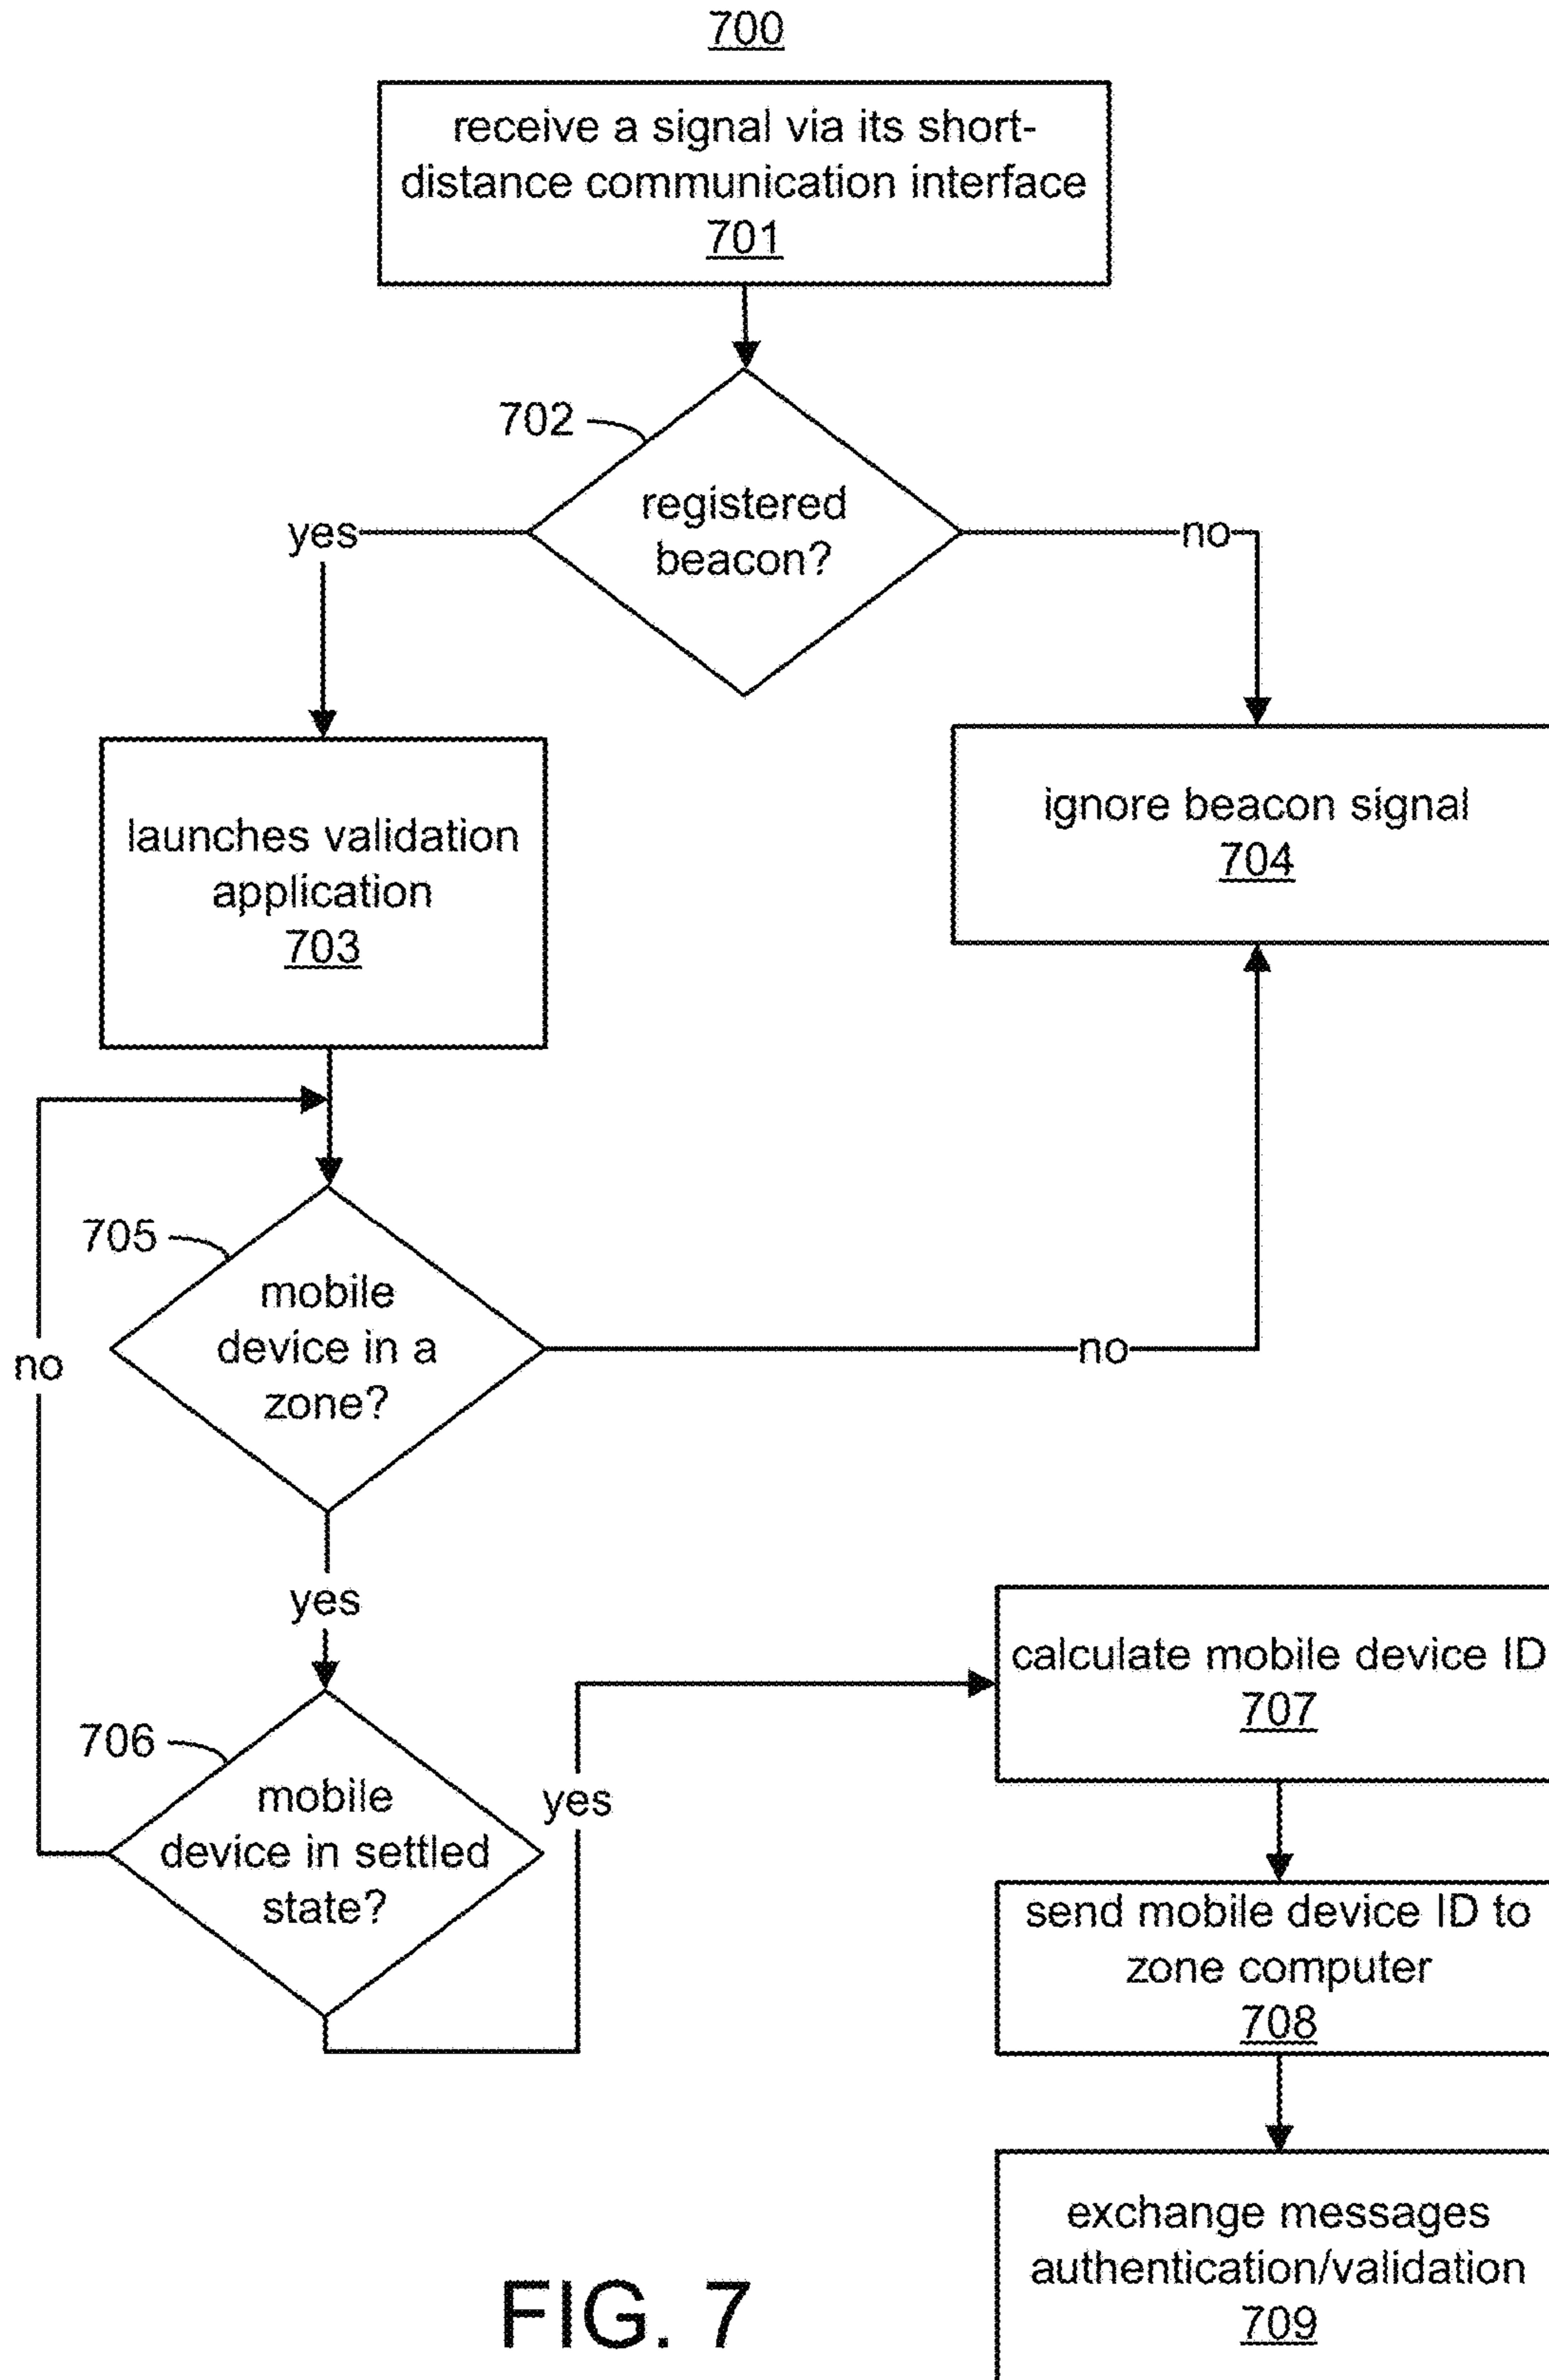 700
receive a signal via its short-
distance communication interface
701
702
registered
beacon?
yes
no
launches validation
application
703
ignore beacon signal
704
705
mobile
device in a
zone?
no
no
yes
706
mobile
device in settled
state?
yes
calculate mobile device ID
707
send mobile device ID to
zone computer
708
exchange messages
authentication/validation
709
FIG. 7